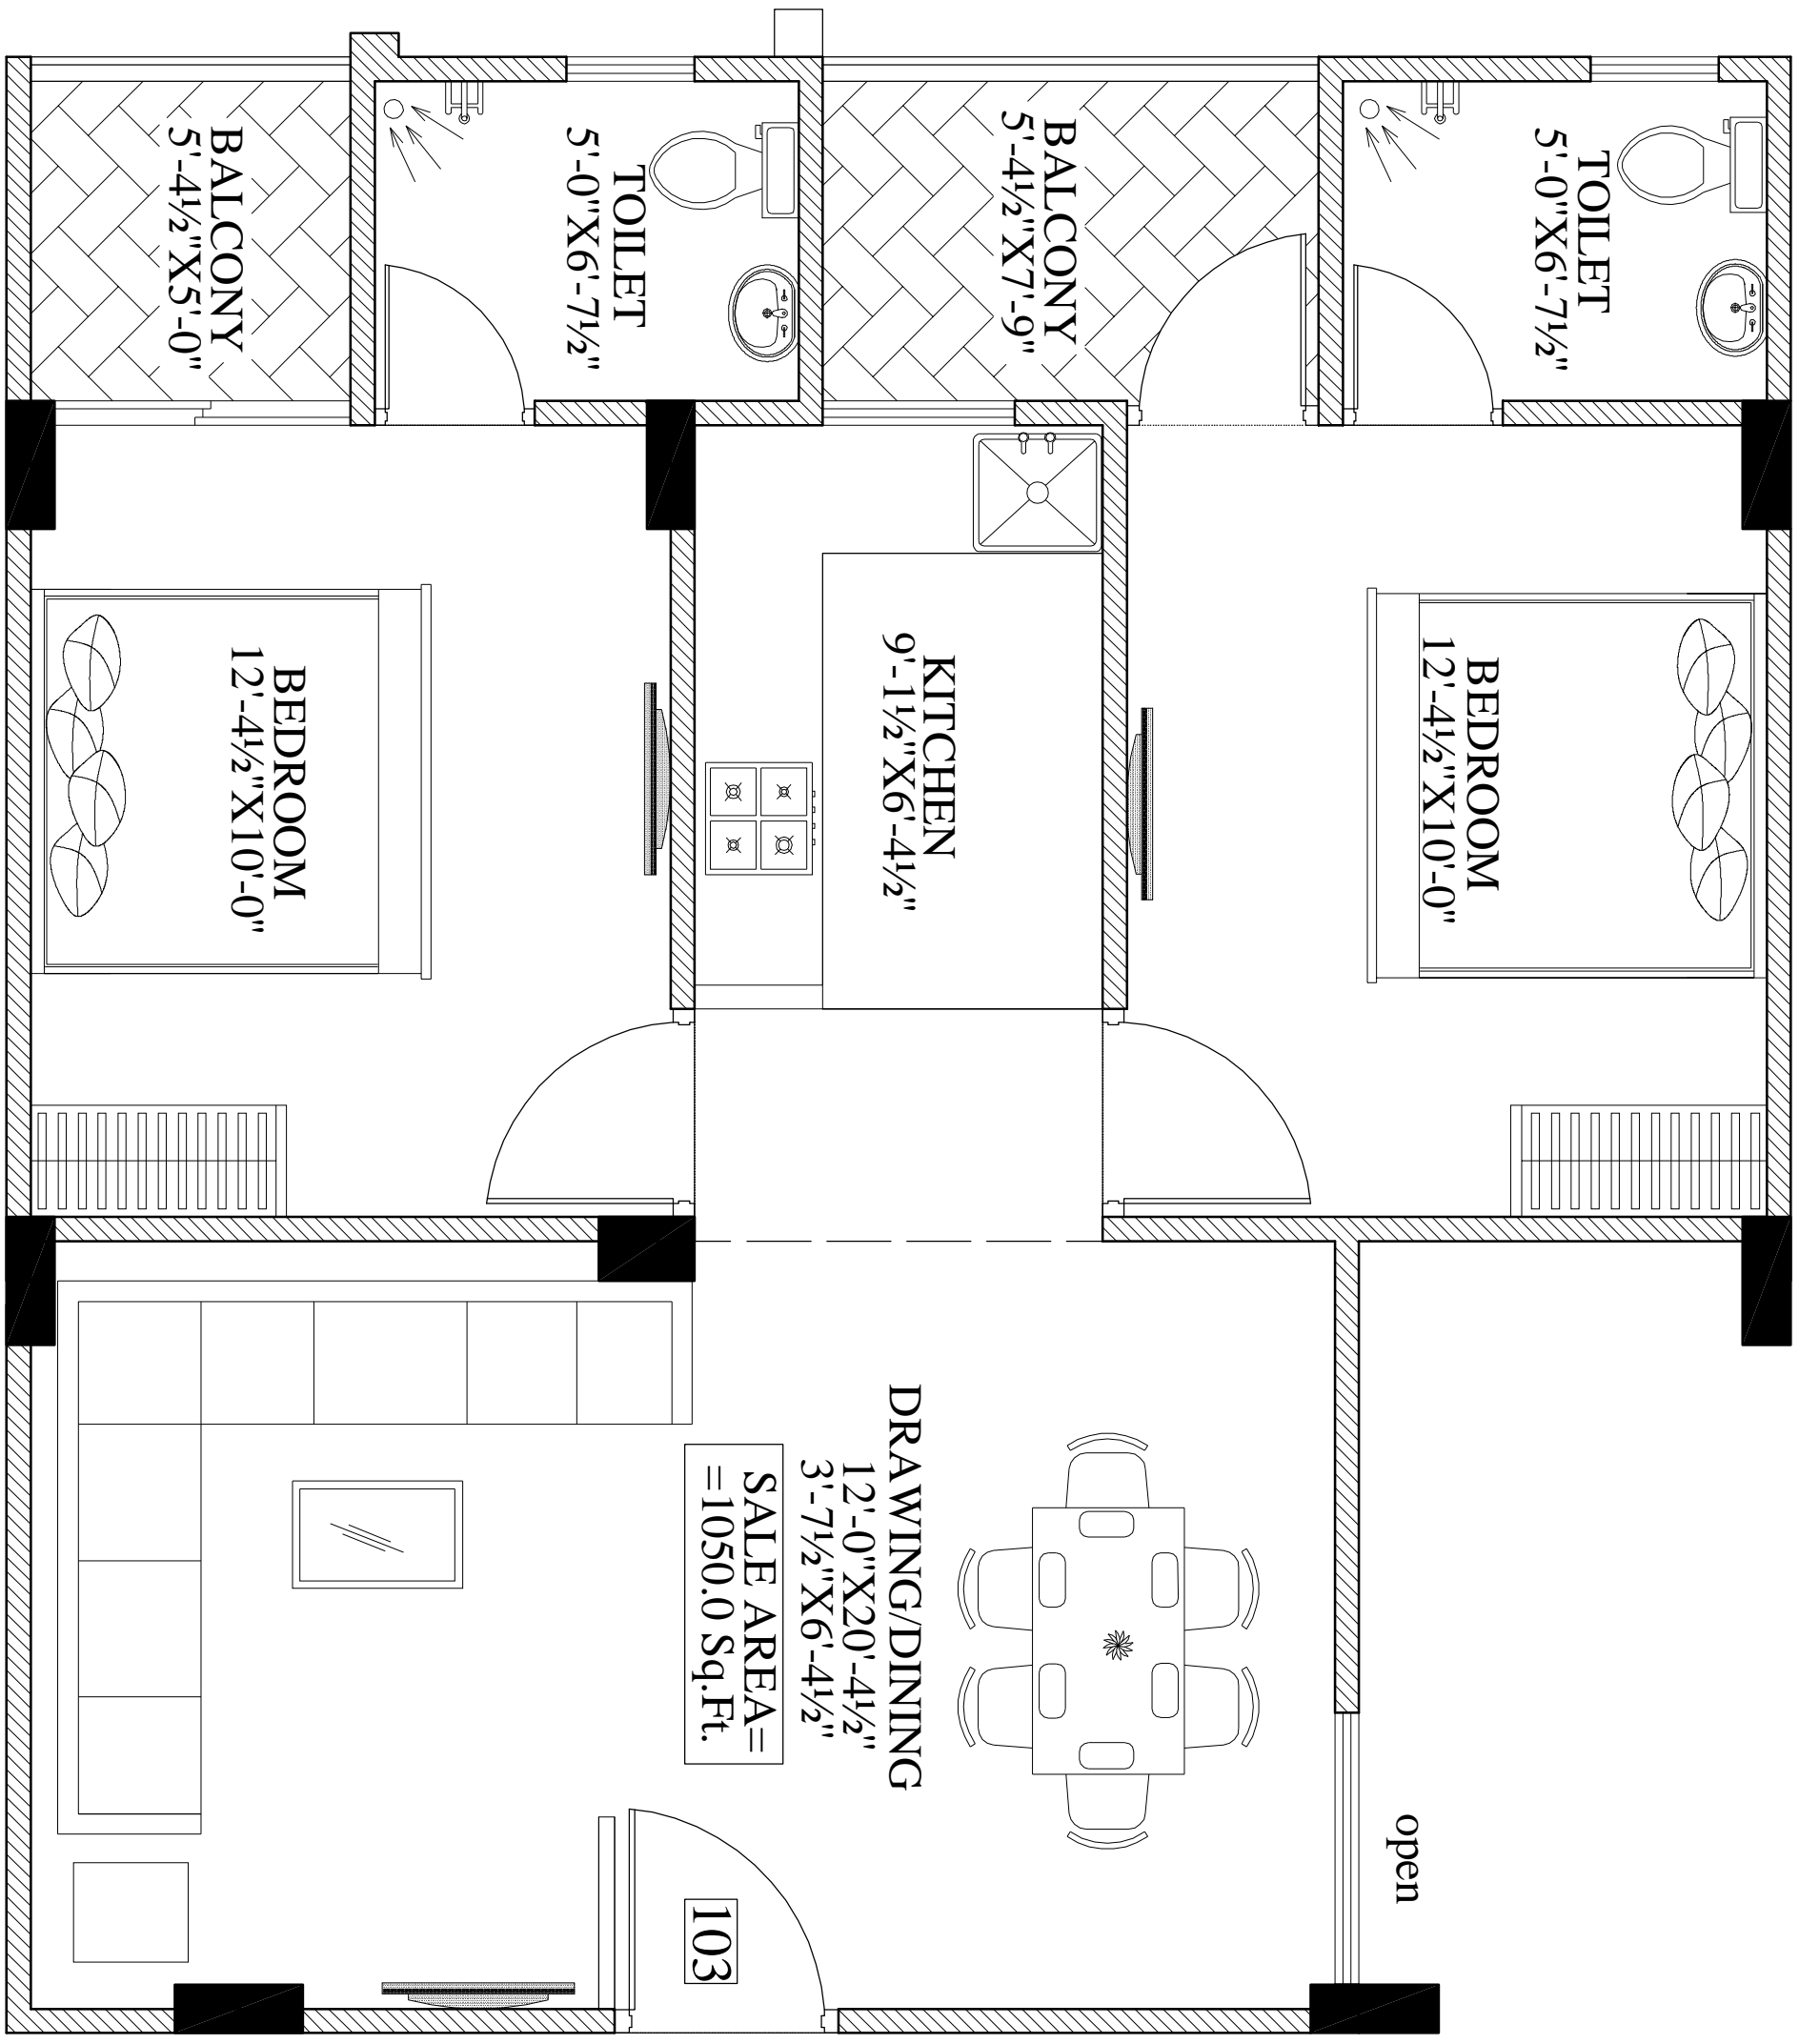 TOILET
5'-0"X6'-7½"
BALCONY
5'-4½"X7'-9"
TOILET
5'-0"X6'-7½"
BALCONY
5'-4½"X5'-0"
BEDROOM
12'-4½"X10'-0"
KITCHEN
9'-1½"X6'-4½"
BEDROOM
12'-4½"X10'-0"
open
DRAWING/DINING
12'-0"X20'-4½"
3'-7½"X6'-4½"
SALE AREA=
=1050.0 Sq.Ft.
103